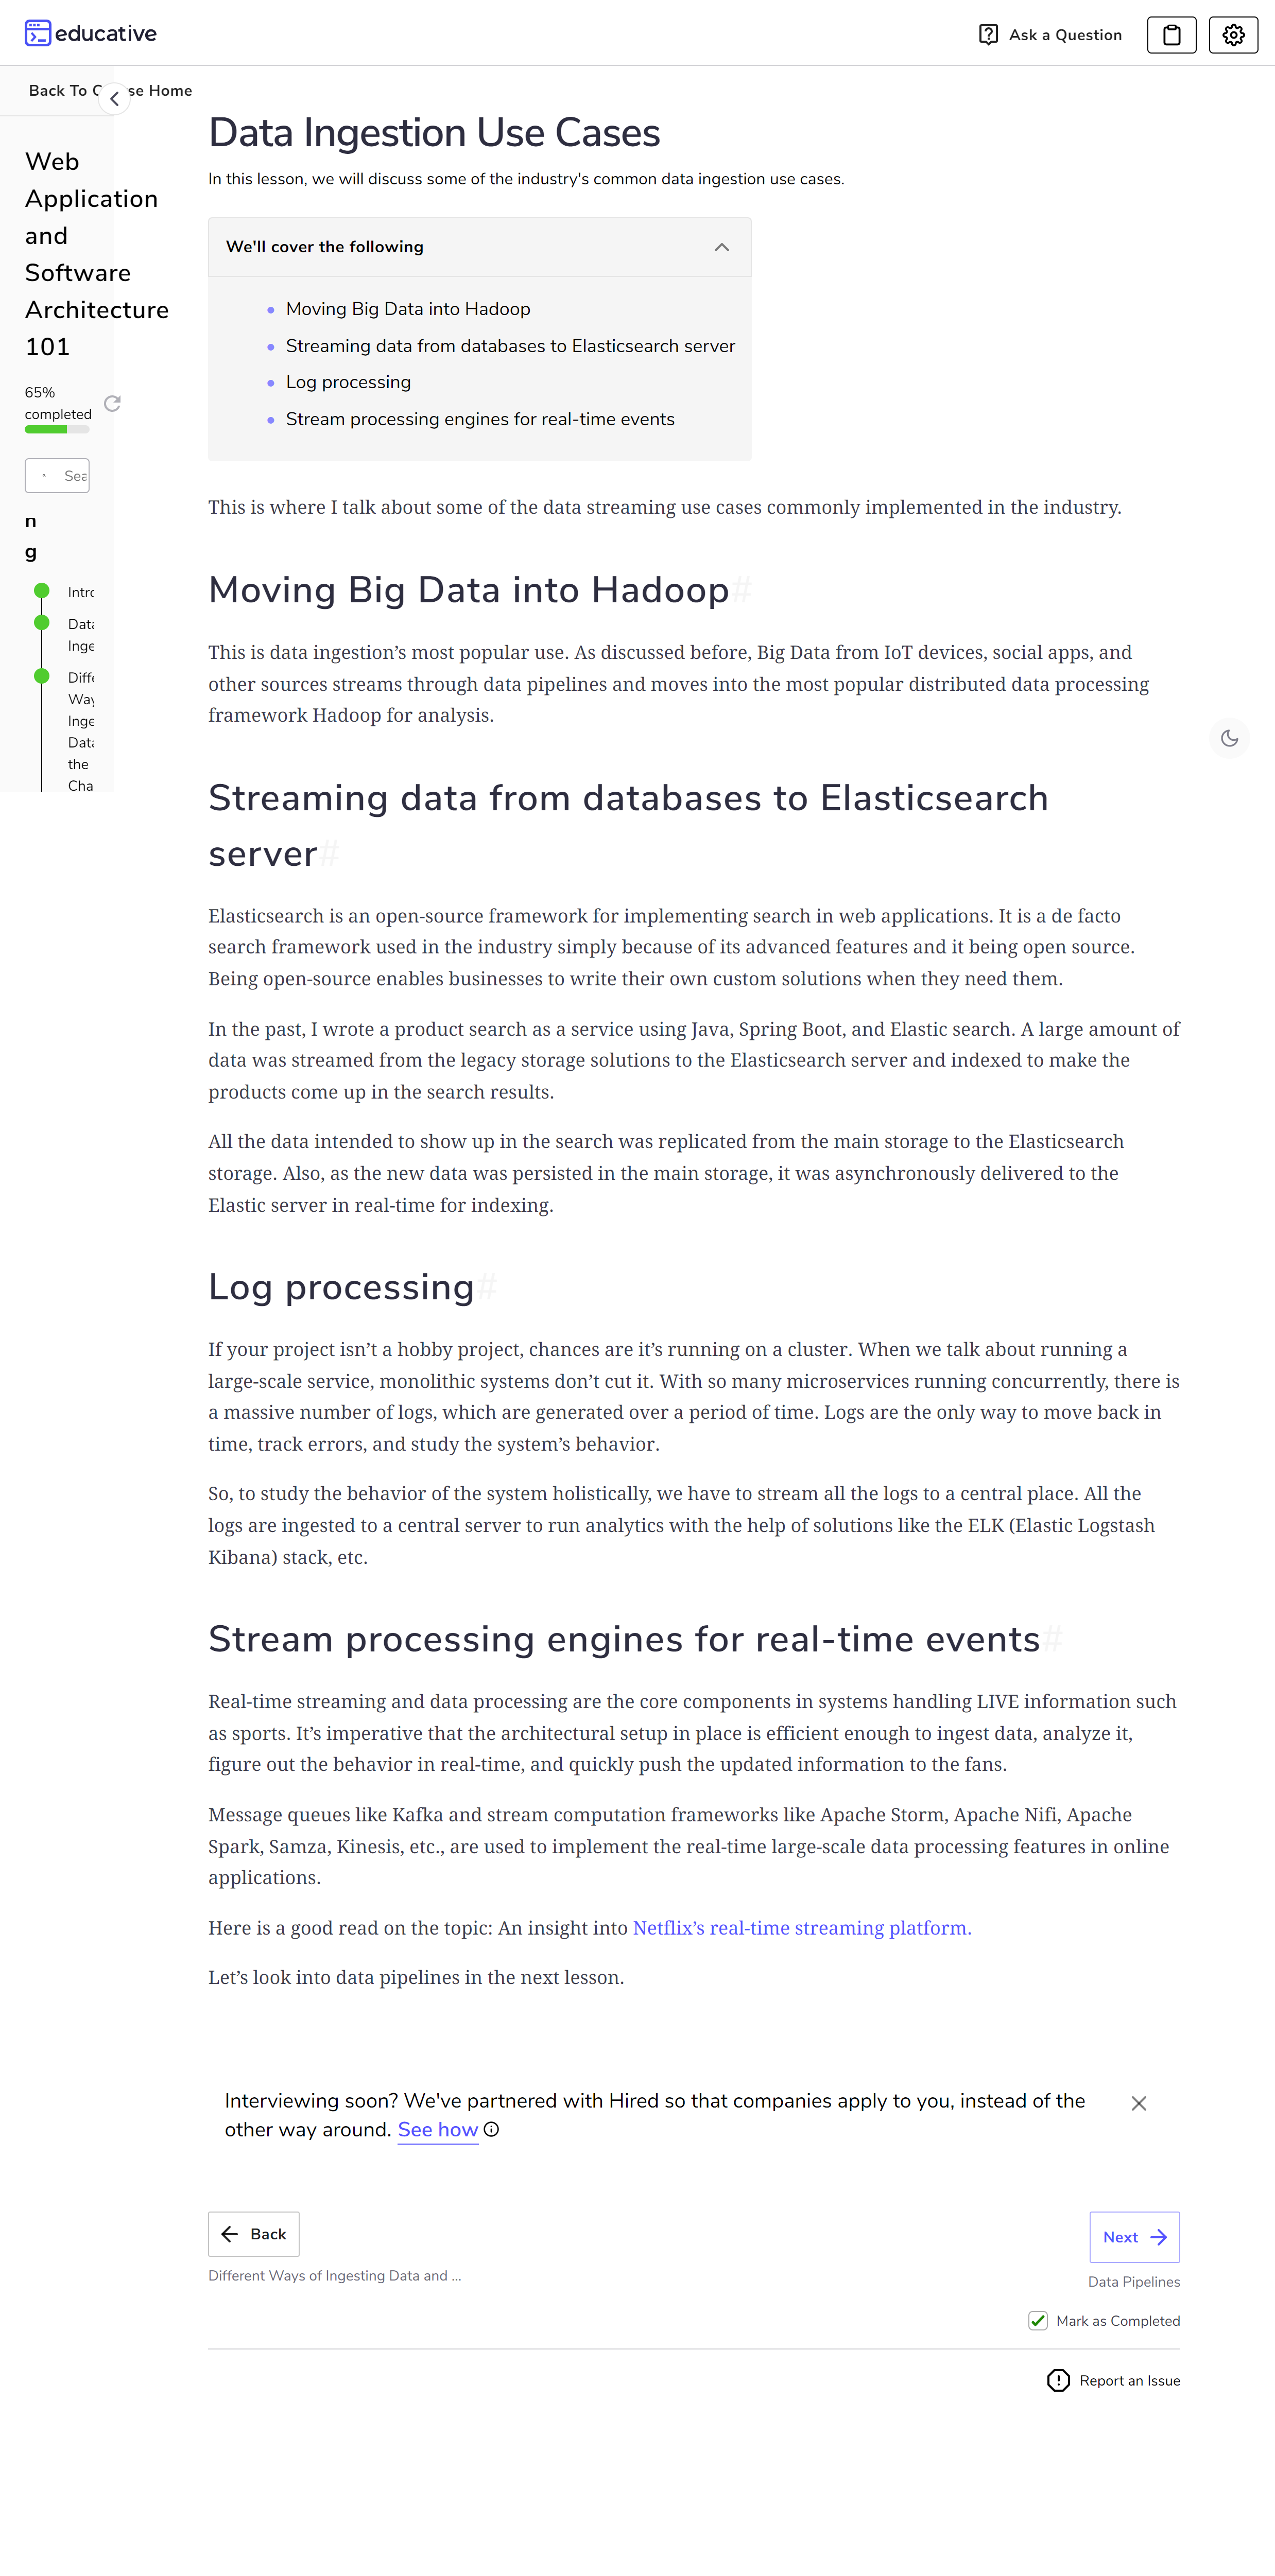 educative
Ask a Question
Back To Course Home
Web
Application
and
Software
Architecture
101
65%
completed
n
g
Data
the
Data Ingestion Use Cases
In this lesson, we will discuss some of the industry's common data ingestion use cases.
We'll cover the following
Moving Big Data into Hadoop
Streaming data from databases to Elasticsearch server
Log processing
Stream processing engines for real-time events
This is where I talk about some of the data streaming use cases commonly implemented in the industry.
Moving Big Data into Hadoop#
This is data ingestion’s most popular use. As discussed before, Big Data from IoT devices, social apps, and
other sources streams through data pipelines and moves into the most popular distributed data processing
framework Hadoop for analysis.
Streaming data from databases to Elasticsearch
server#
Elasticsearch is an open-source framework for implementing search in web applications. It is a de facto
search framework used in the industry simply because of its advanced features and it being open source.
Being open-source enables businesses to write their own custom solutions when they need them.
In the past, I wrote a product search as a service using Java, Spring Boot, and Elastic search. A large amount of
data was streamed from the legacy storage solutions to the Elasticsearch server and indexed to make the
products come up in the search results.
All the data intended to show up in the search was replicated from the main storage to the Elasticsearch
storage. Also, as the new data was persisted in the main storage, it was asynchronously delivered to the
Elastic server in real-time for indexing.
Log processing#
If your project isn’t a hobby project, chances are it’s running on a cluster. When we talk about running a
large-scale service, monolithic systems don’t cut it. With so many microservices running concurrently, there is
a massive number of logs, which are generated over a period of time. Logs are the only way to move back in
time, track errors, and study the system’s behavior.
So, to study the behavior of the system holistically, we have to stream all the logs to a central place. All the
logs are ingested to a central server to run analytics with the help of solutions like the ELK (Elastic Logstash
Kibana) stack, etc.
Stream processing engines for real-time events#
Real-time streaming and data processing are the core components in systems handling LIVE information such
as sports. It’s imperative that the architectural setup in place is efficient enough to ingest data, analyze it,
figure out the behavior in real-time, and quickly push the updated information to the fans.
Message queues like Kafka and stream computation frameworks like Apache Storm, Apache Nifi, Apache
Spark, Samza, Kinesis, etc., are used to implement the real-time large-scale data processing features in online
applications.
Here is a good read on the topic: An insight into Netflix’s real-time streaming platform.
Let’s look into data pipelines in the next lesson.
Interviewing soon? We've partnered with Hired so that companies apply to you, instead of the
other way around. See how
Back
Next
Different Ways of Ingesting Data and ...
Data Pipelines
Mark as Completed
Report an Issue